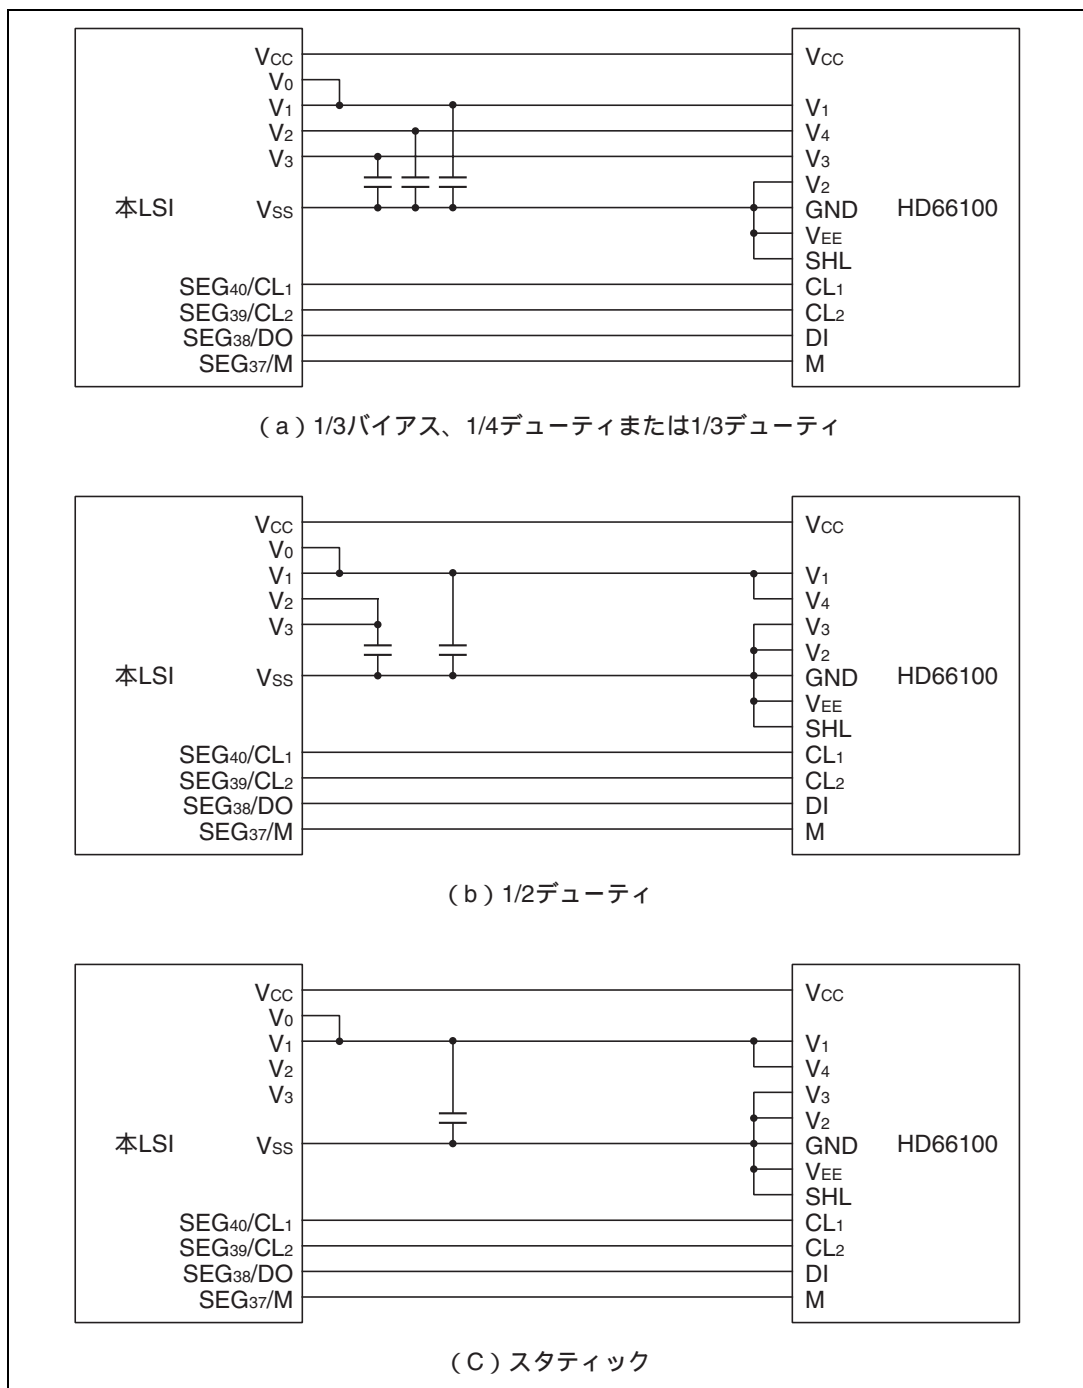 VCC VCC
V0
V1 V1
V2 V4
V3 V3
V2
本LSI VSS GND HD66100
VEE
SHL
SEG40/CL1 CL1
SEG39/CL2 CL2
SEG38/DO DI
SEG37/M M
(a)1/3バイアス、1/4デューティまたは1/3デューティ
VCC VCC
V0
V1 V1
V2 V4
V3 V3
V2
本LSI VSS GND HD66100
VEE
SHL
SEG40/CL1 CL1
SEG39/CL2 CL2
SEG38/DO DI
SEG37/M M
(b)1/2デューティ
VCC VCC
V0
V1 V1
V2 V4
V3 V3
V2
本LSI VSS GND HD66100
VEE
SHL
SEG40/CL1 CL1
SEG39/CL2 CL2
SEG38/DO DI
SEG37/M M
(C)スタティック